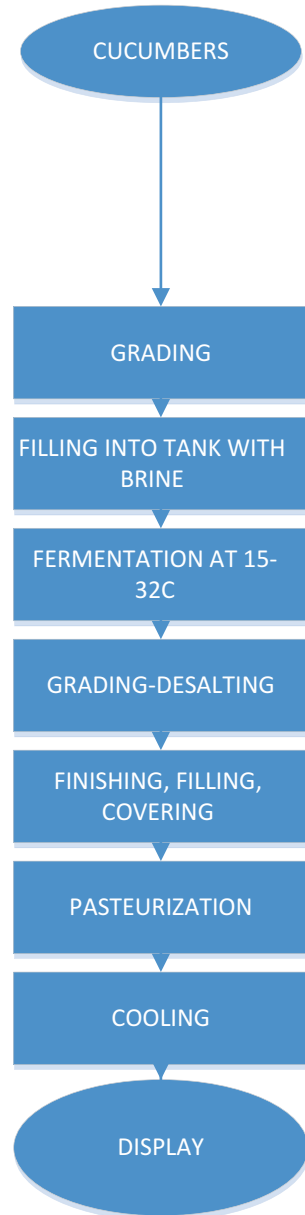 CUCUMBERS
GRADING
FILLING INTO TANK WITH
BRINE
FERMENTATION AT 15-
32C
GRADING-DESALTING
FINISHING, FILLING,
COVERING
PASTEURIZATION
COOLING
DISPLAY